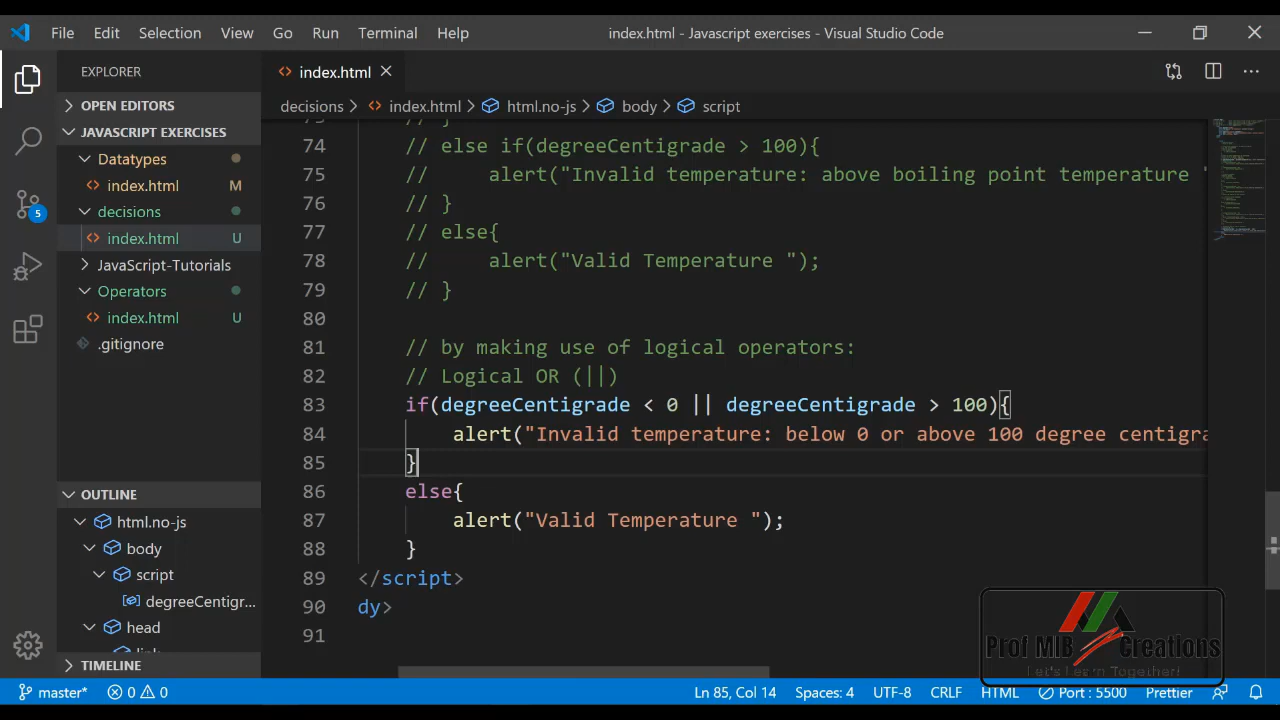 File Edit Selection View Go Run Terminal Help index.html - Javascript exercises - Visual Studio Code
EXPLORER
OPEN EDITORS
JAVASCRIPT EXERCISES
Datatypes
index.html M
decisions
index.html U
JavaScript-Tutorials
Operators
index.html U
.gitignore
5
OUTLINE
html.no-js
body
script
degreeCentigr...
head
link
TIMELINE
index.html
decisions > index.html > html.no-js > body > script
73 // }
74 // else if(degreeCentigrade > 100){
75 // alert("Invalid temperature: above boiling point temperature "
76 // }
77 // else{
78 // alert("Valid Temperature ");
79 // }
80
81 // by making use of logical operators:
82 // Logical OR (||)
83 if(degreeCentigrade < 0 || degreeCentigrade > 100){
84 alert("Invalid temperature: below 0 or above 100 degree centigra
85 }
86 else{
87 alert("Valid Temperature ");
88 }
89 </script>
90 dy>
91
Prof MIB Creations
Let's Learn Together!
master* 0 0 Ln 85, Col 14 Spaces: 4 UTF-8 CRLF HTML Port : 5500 Prettier